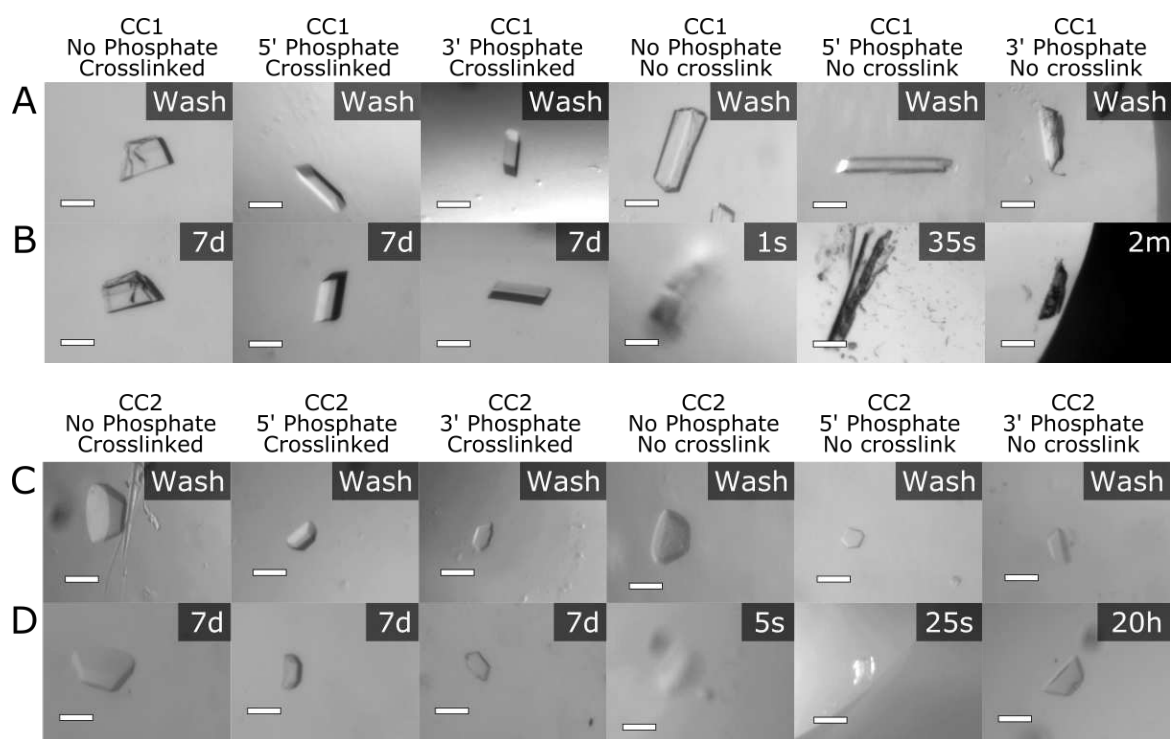 CC1
No Phosphate
Crosslinked
CC1
5' Phosphate
Crosslinked
CC1
3' Phosphate
Crosslinked
CC1
No Phosphate
No crosslink
CC1
5' Phosphate
No crosslink
CC1
3' Phosphate
No crosslink
A
Wash
Wash
Wash
Wash
Wash
Wash
B
7d
7d
7d
1s
35s
2m
CC2
No Phosphate
Crosslinked
CC2
5' Phosphate
Crosslinked
CC2
3' Phosphate
Crosslinked
CC2
No Phosphate
No crosslink
CC2
5' Phosphate
No crosslink
CC2
3' Phosphate
No crosslink
C
Wash
Wash
Wash
Wash
Wash
Wash
D
7d
7d
7d
5s
25s
20h